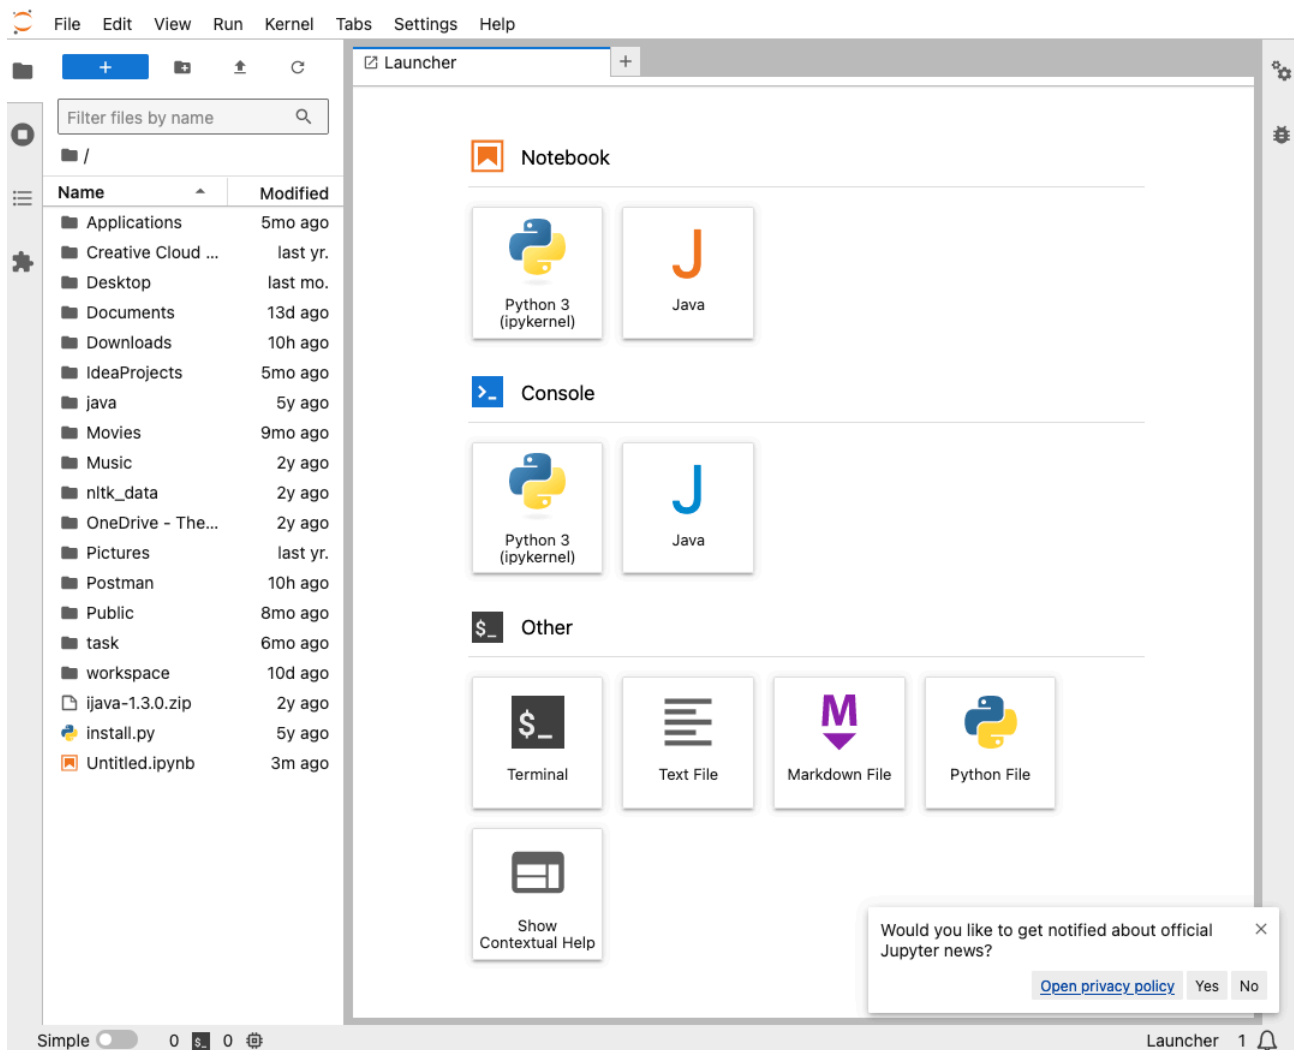 File Edit View Run Kernel Tabs Settings Help
+
Launcher
+
Filter files by name
/
Name Modified
Applications 5mo ago
Creative Cloud ... last yr.
Desktop last mo.
Documents 13d ago
Downloads 10h ago
IdeaProjects 5mo ago
java 5y ago
Movies 9mo ago
Music 2y ago
nltk_data 2y ago
OneDrive - The... 2y ago
Pictures last yr.
Postman 10h ago
Public 8mo ago
task 6mo ago
workspace 10d ago
ijava-1.3.0.zip 2y ago
install.py 5y ago
Untitled.ipynb 3m ago
Notebook
Python 3
(ipykernel)
J
Java
>_ Console
Python 3
(ipykernel)
J
Java
$_ Other
$_
Terminal
Text File
M
Markdown File
Python File
Show
Contextual Help
Would you like to get notified about official
Jupyter news?
Open privacy policy Yes No
Simple 0 $_ 0
Launcher 1